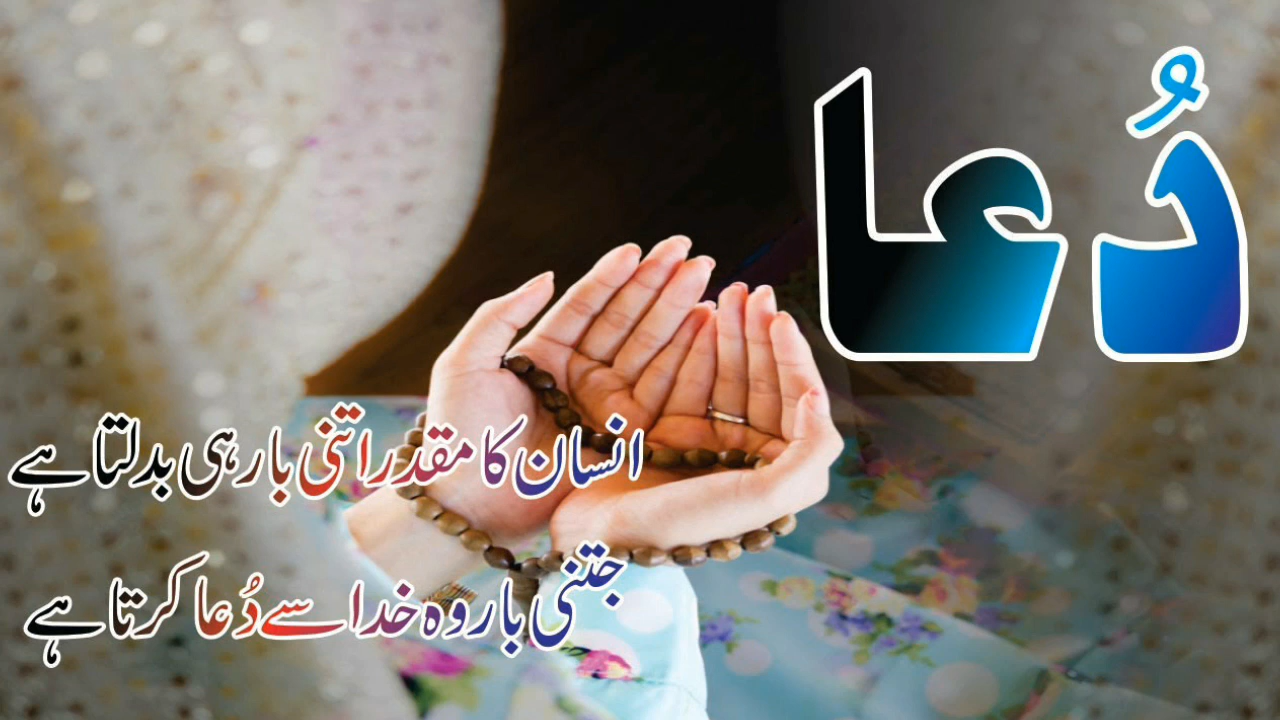 دُعا
انسان کا مقدر اتنی بار ہی بدلتا ہے
جتنی بار وہ خدا سے دُعا کرتا ہے